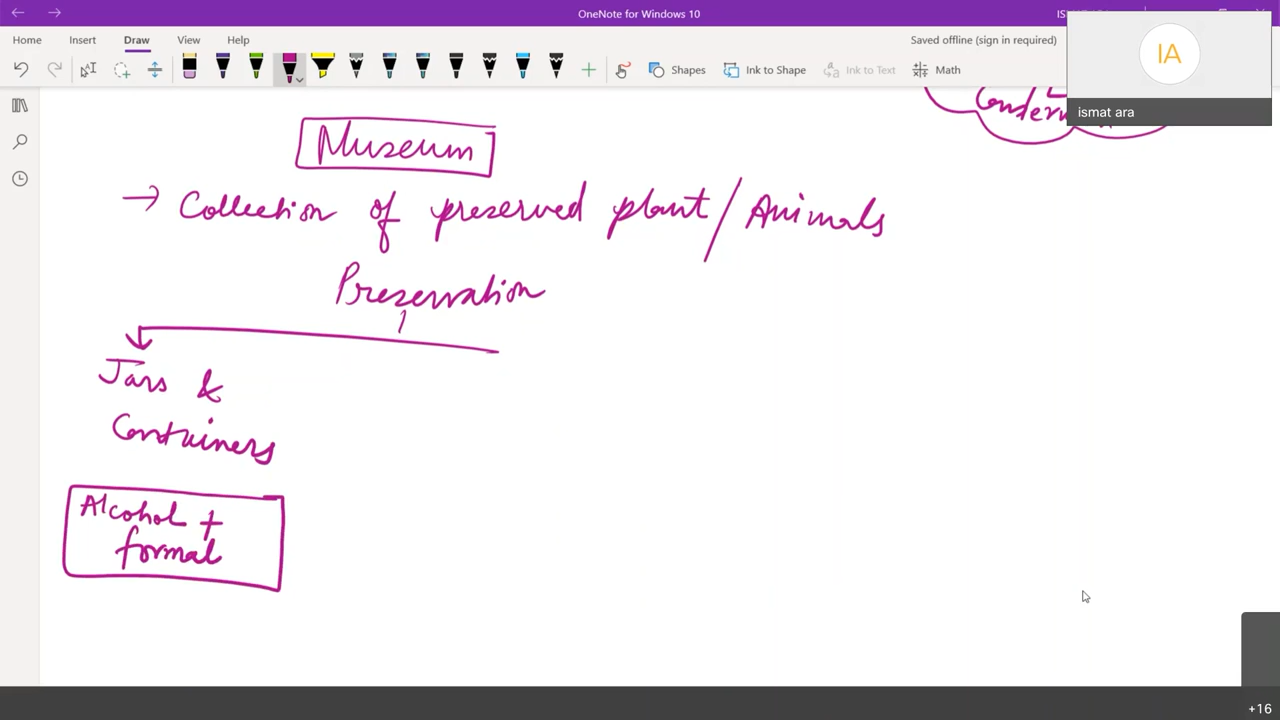 OneNote for Windows 10
Home Insert Draw View Help
Saved offline (sign in required)
IA
ismat ara
Shapes Ink to Shape Ink to Text Math
Museum
→ Collection of preserved plant/Animals
Preservation
Jars &
Containers
Alcohol +
formal
+16